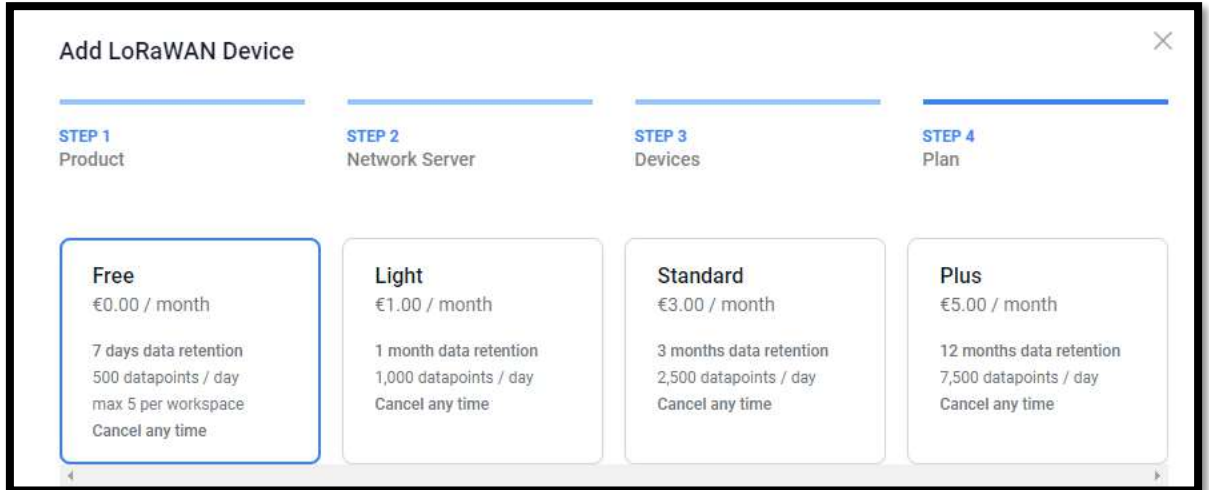 Add LoRaWAN Device
STEP 1
Product
STEP 2
Network Server
STEP 3
Devices
STEP 4
Plan
Free
€0.00 / month
7 days data retention
500 datapoints / day
max 5 per workspace
Cancel any time
Light
€1.00 / month
1 month data retention
1,000 datapoints / day
Cancel any time
Standard
€3.00 / month
3 months data retention
2,500 datapoints / day
Cancel any time
Plus
€5.00 / month
12 months data retention
7,500 datapoints / day
Cancel any time